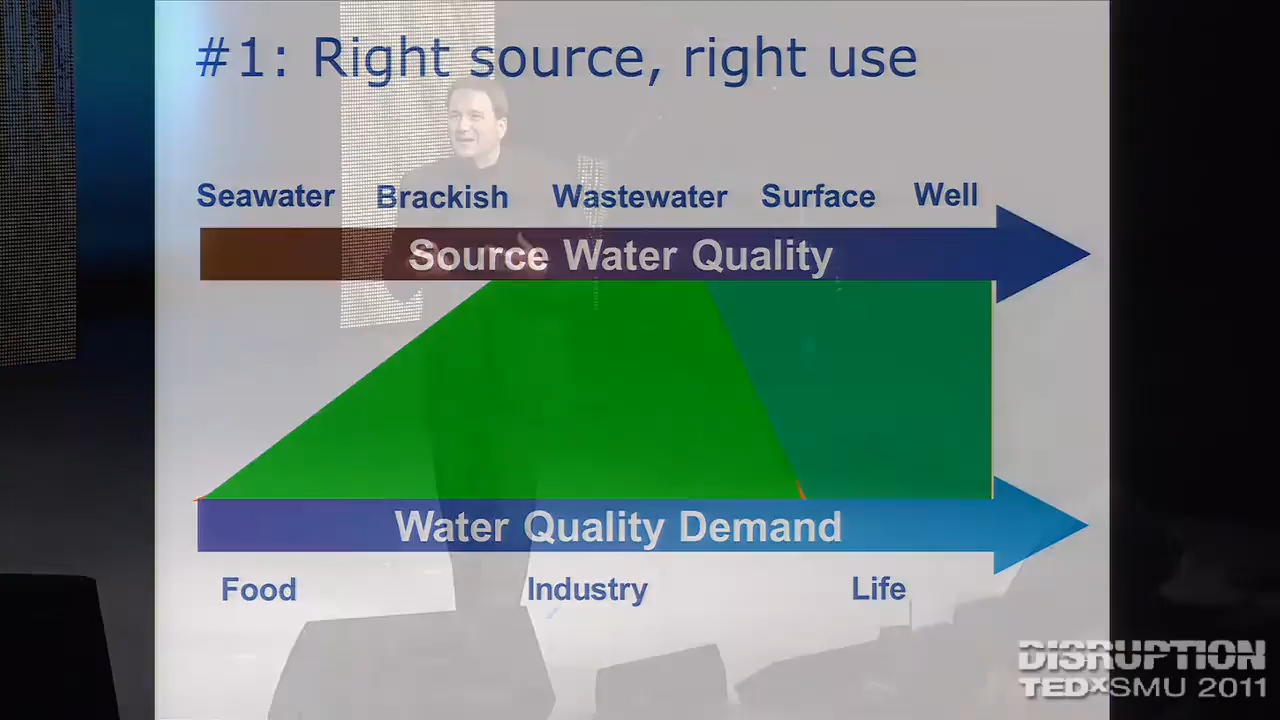 #1: Right source, right use
Seawater Brackish Wastewater Surface Well
Source Water Quality
Water Quality Demand
Food Industry Life
DISRUPTION
TEDxSMU 2011